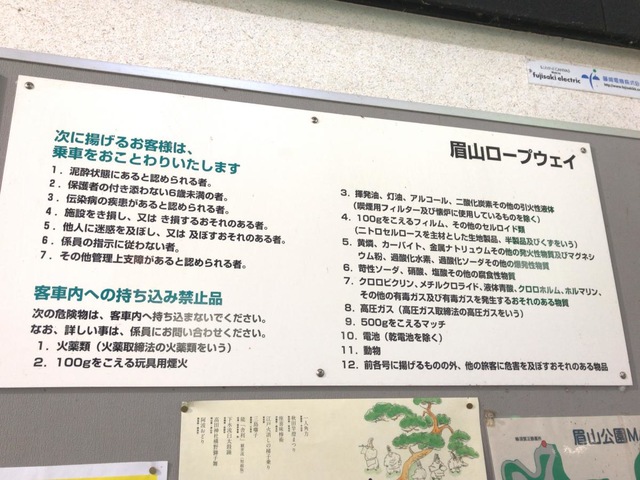 fujisaki electric
次に揚げるお客様は、
乗車をおことわりいたします
1．泥酔状態にあると認められる者。
2．保護者の付き添わない6歳未満の者。
3．伝染病の疾患があると認められる者。
4．施設をき損し、又は き損するおそれのある者。
5．他人に迷惑を及ぼし、又は 及ぼすおそれのある者。
6．係員の指示に従わない者。
7．その他管理上支障があると認められる者。
客車内への持ち込み禁止品
次の危険物は、客車内へ持ち込まないでください。
なお、詳しい事は、係員にお問い合わせください。
1．火薬類（火薬取締法の火薬類をいう）
2．100gをこえる玩具用煙火
眉山ロープウェイ
3．揮発油、灯油、アルコール、二酸化炭素その他の引火性液体
（喫煙用フィルター及び懐炉に使用しているものを除く）
4．100gをこえるフィルム、その他のセルロイド類
（ニトロセルロースを主材とした生地製品、半製品及びくずをいう）
5．黄燐、カーバイト、金属ナトリュウムその他の発火性物質及びマグネシ
ウム粉、過酸化水素、過酸化ソーダその他の爆発性物質
6．苛性ソーダ、硝酸、塩酸その他の腐食性物質
7．クロロピクリン、メチルクロライド、液体青酸、クロロホルム、ホルマリン、
その他の有毒ガス及び有毒ガスを発生するおそれのある物質
8．高圧ガス（高圧ガス取締法の高圧ガスをいう）
9．500gをこえるマッチ
10．電池（乾電池を除く）
11．動物
12．前各号に揚げるものの外、他の旅客に危害を及ぼすおそれのある物品
眉山公園MA